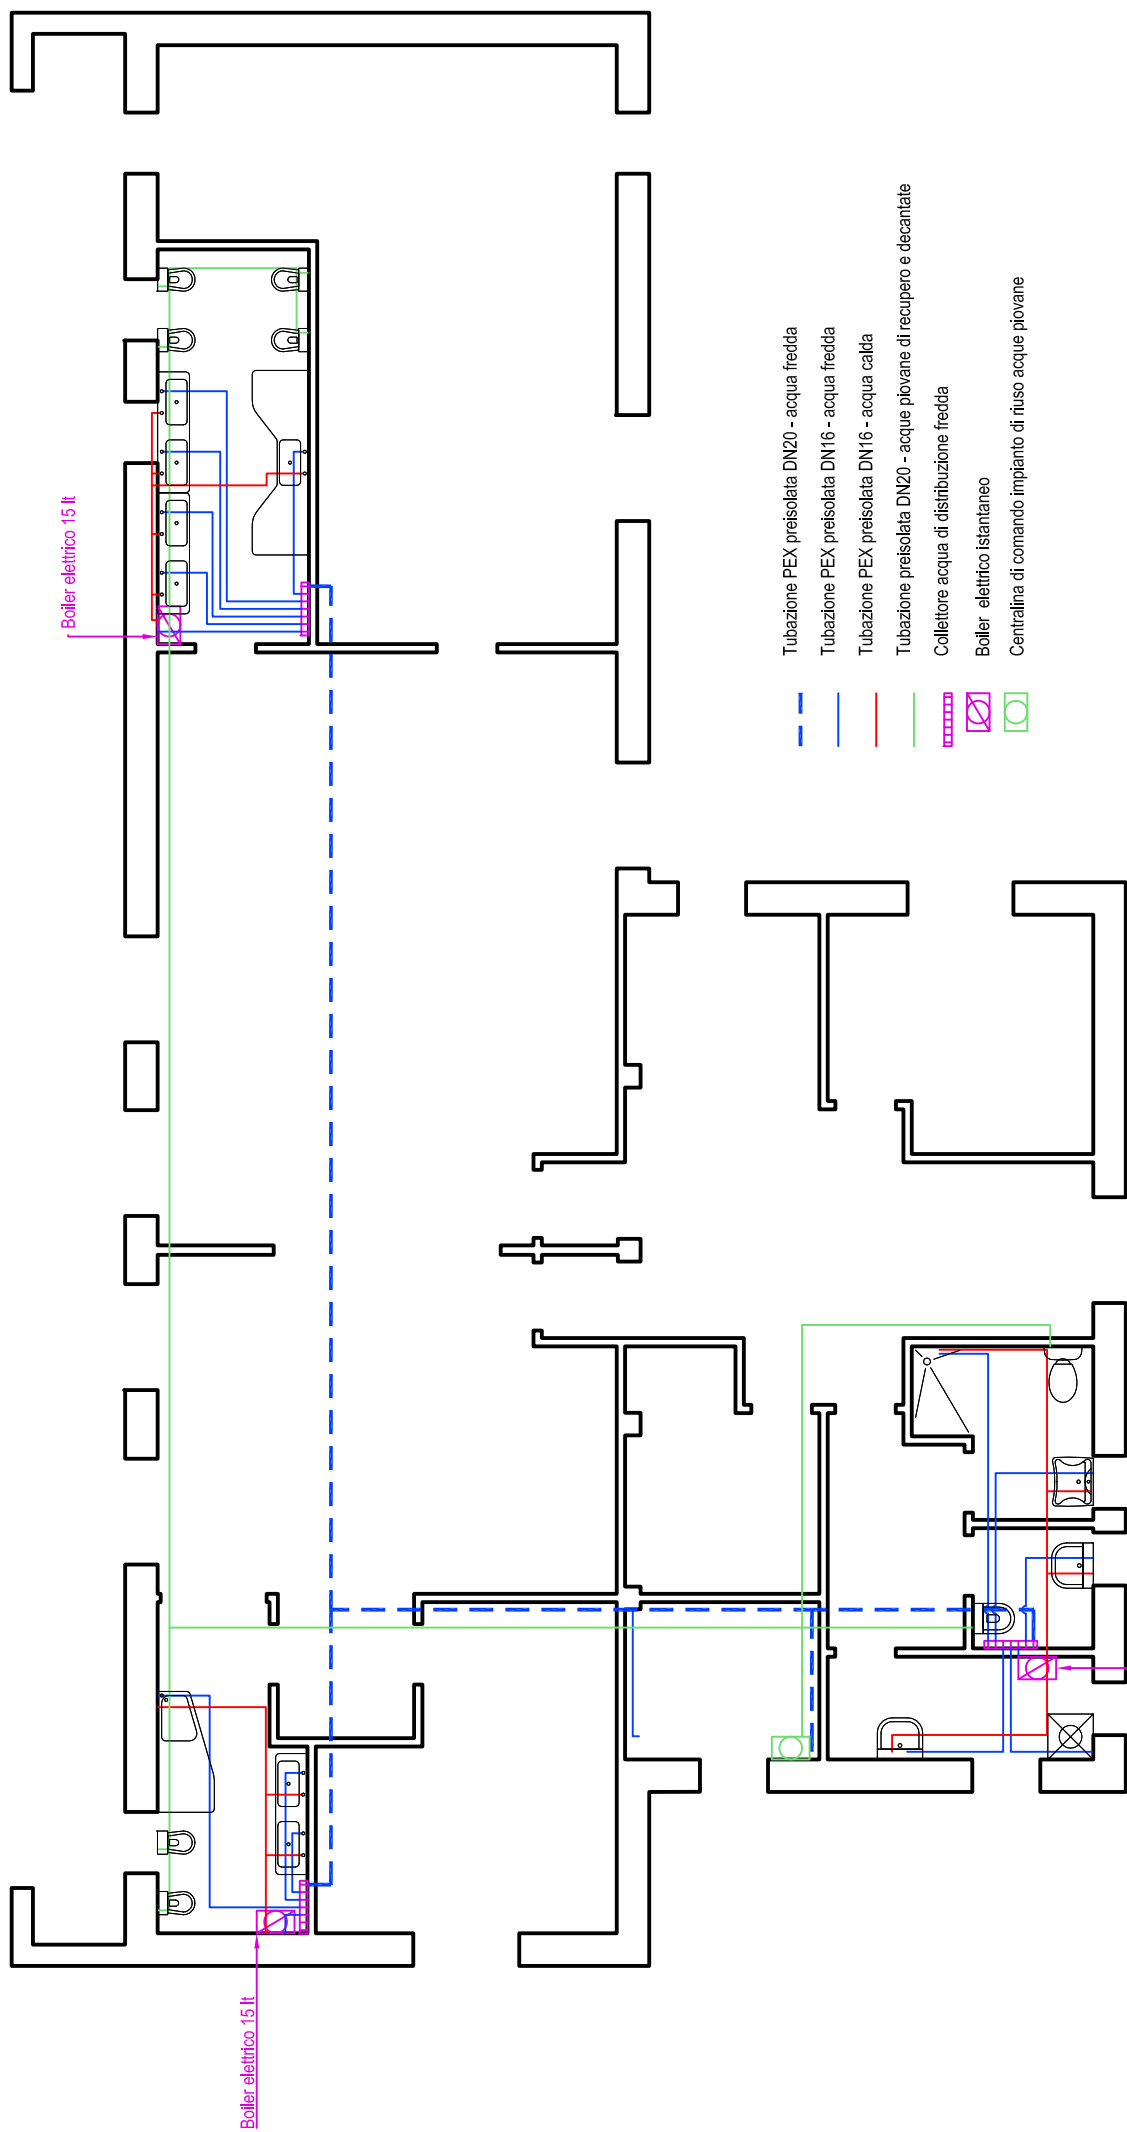 Boiler elettrico 15 lt
Tubazione PEX preisolata DN20 - acqua fredda
Tubazione PEX preisolata DN16 - acqua fredda
Tubazione PEX preisolata DN16 - acqua calda
Tubazione preisolata DN20 - acque piovane di recupero e decantate
Collettore acqua di distribuzione fredda
Boiler elettrico istantaneo
Centralina di comando impianto di riuso acque piovane
Boiler elettrico 15 lt